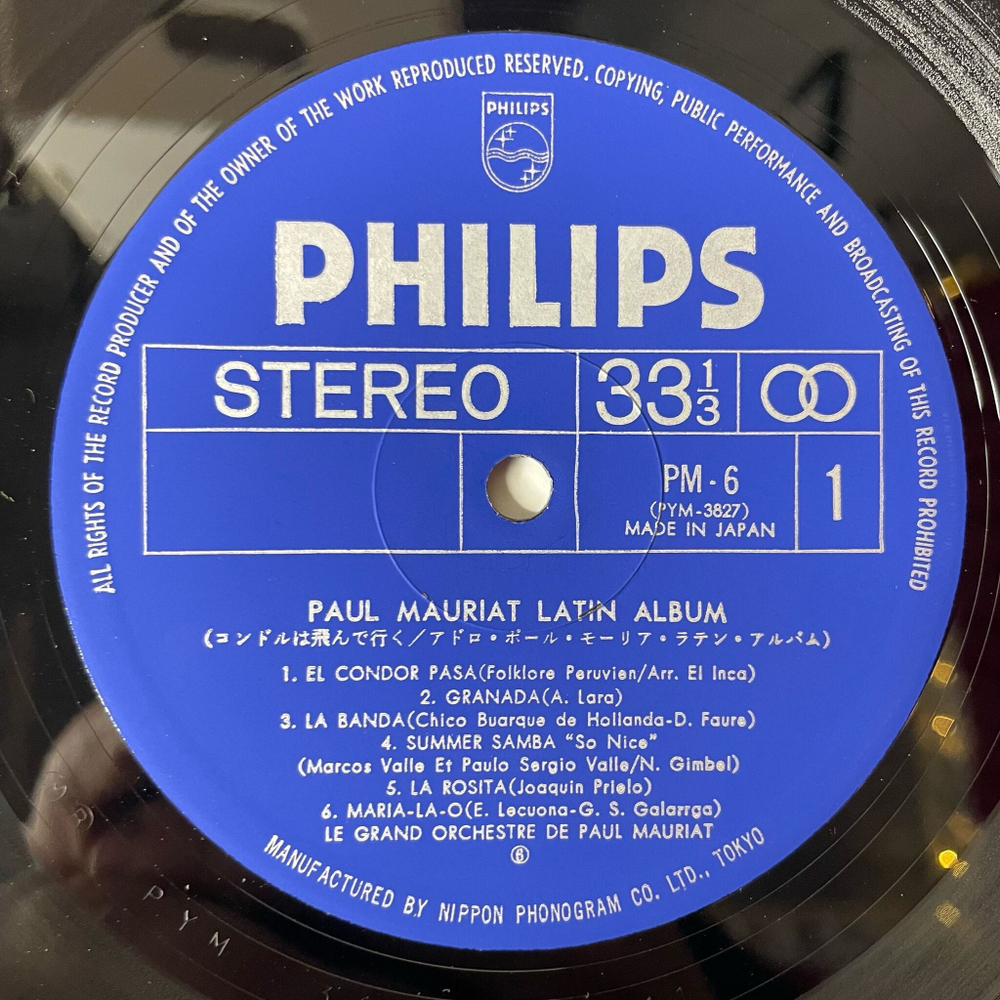 ALL RIGHTS OF THE RECORD PRODUCER AND OF THE OWNER OF THE WORK REPRODUCED RESERVED. COPYING, PUBLIC PERFORMANCE AND BROADCASTING OF THIS RECORD PROHIBITED
PHILIPS
PHILIPS
STEREO 33 1/3
PM-6 1
(PYM-3827)
MADE IN JAPAN
PAUL MAURIAT LATIN ALBUM
(コンドルは飛んで行く/アドロ・ポール・モーリア・ラテン・アルバム)
1. EL CONDOR PASA(Folklore Peruvien/Arr. El Inca)
2. GRANADA(A. Lara)
3. LA BANDA(Chico Buarque de Hollanda-D. Faure)
4. SUMMER SAMBA "So Nice"
(Marcos Valle Et Paulo Sergio Valle/N. Gimbel)
5. LA ROSITA(Joaquin Prielo)
6. MARIA-LA-O(E. Lecuona-G. S. Galarrga)
LE GRAND ORCHESTRE DE PAUL MAURIAT
MANUFACTURED BY NIPPON PHONOGRAM CO. LTD., TOKYO
PYM